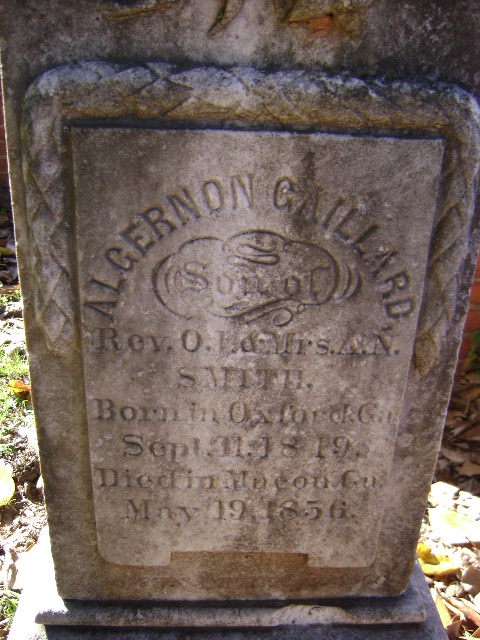 ALGERNON GAILLARD.
Son of
Rev. O. L. & Mrs. A. N.
SMITH.
Born in Oxford, Ga.
Sept. 11, 1849.
Died in Macon Ga.
May 19, 1856.